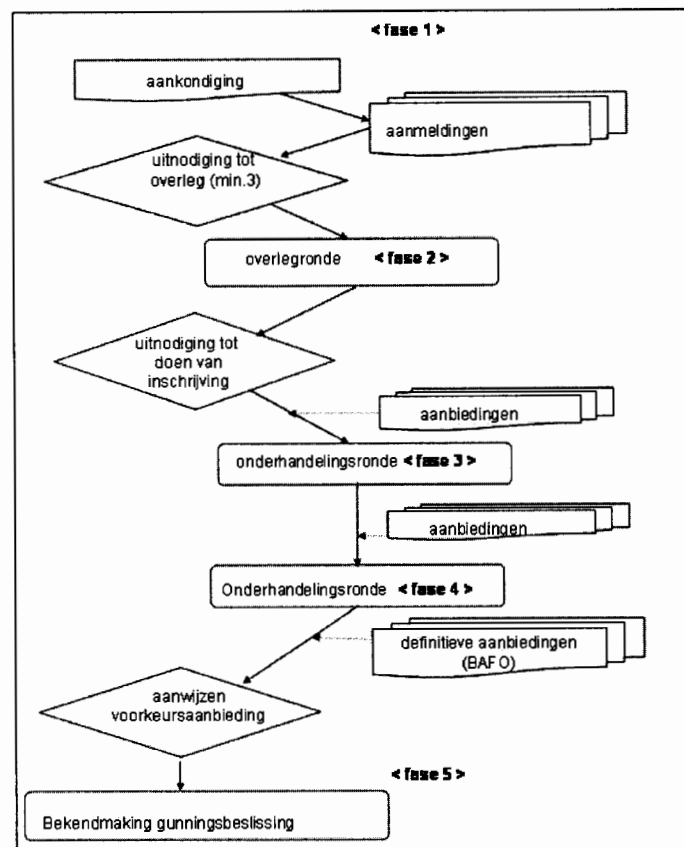 < fase 1 >
aankondiging
aanmeldingen
uitnodiging tot
overleg (min.3)
overlegronde < fase 2 >
uitnodiging tot
doen van
inschrijving
aanbiedingen
onderhandelingsronde < fase 3 >
aanbiedingen
Onderhandelingsronde < fase 4 >
definitieve aanbiedingen
(BAFO)
aanwijzen
voorkeursaanbieding
< fase 5 >
Bekendmaking gunningsbeslissing